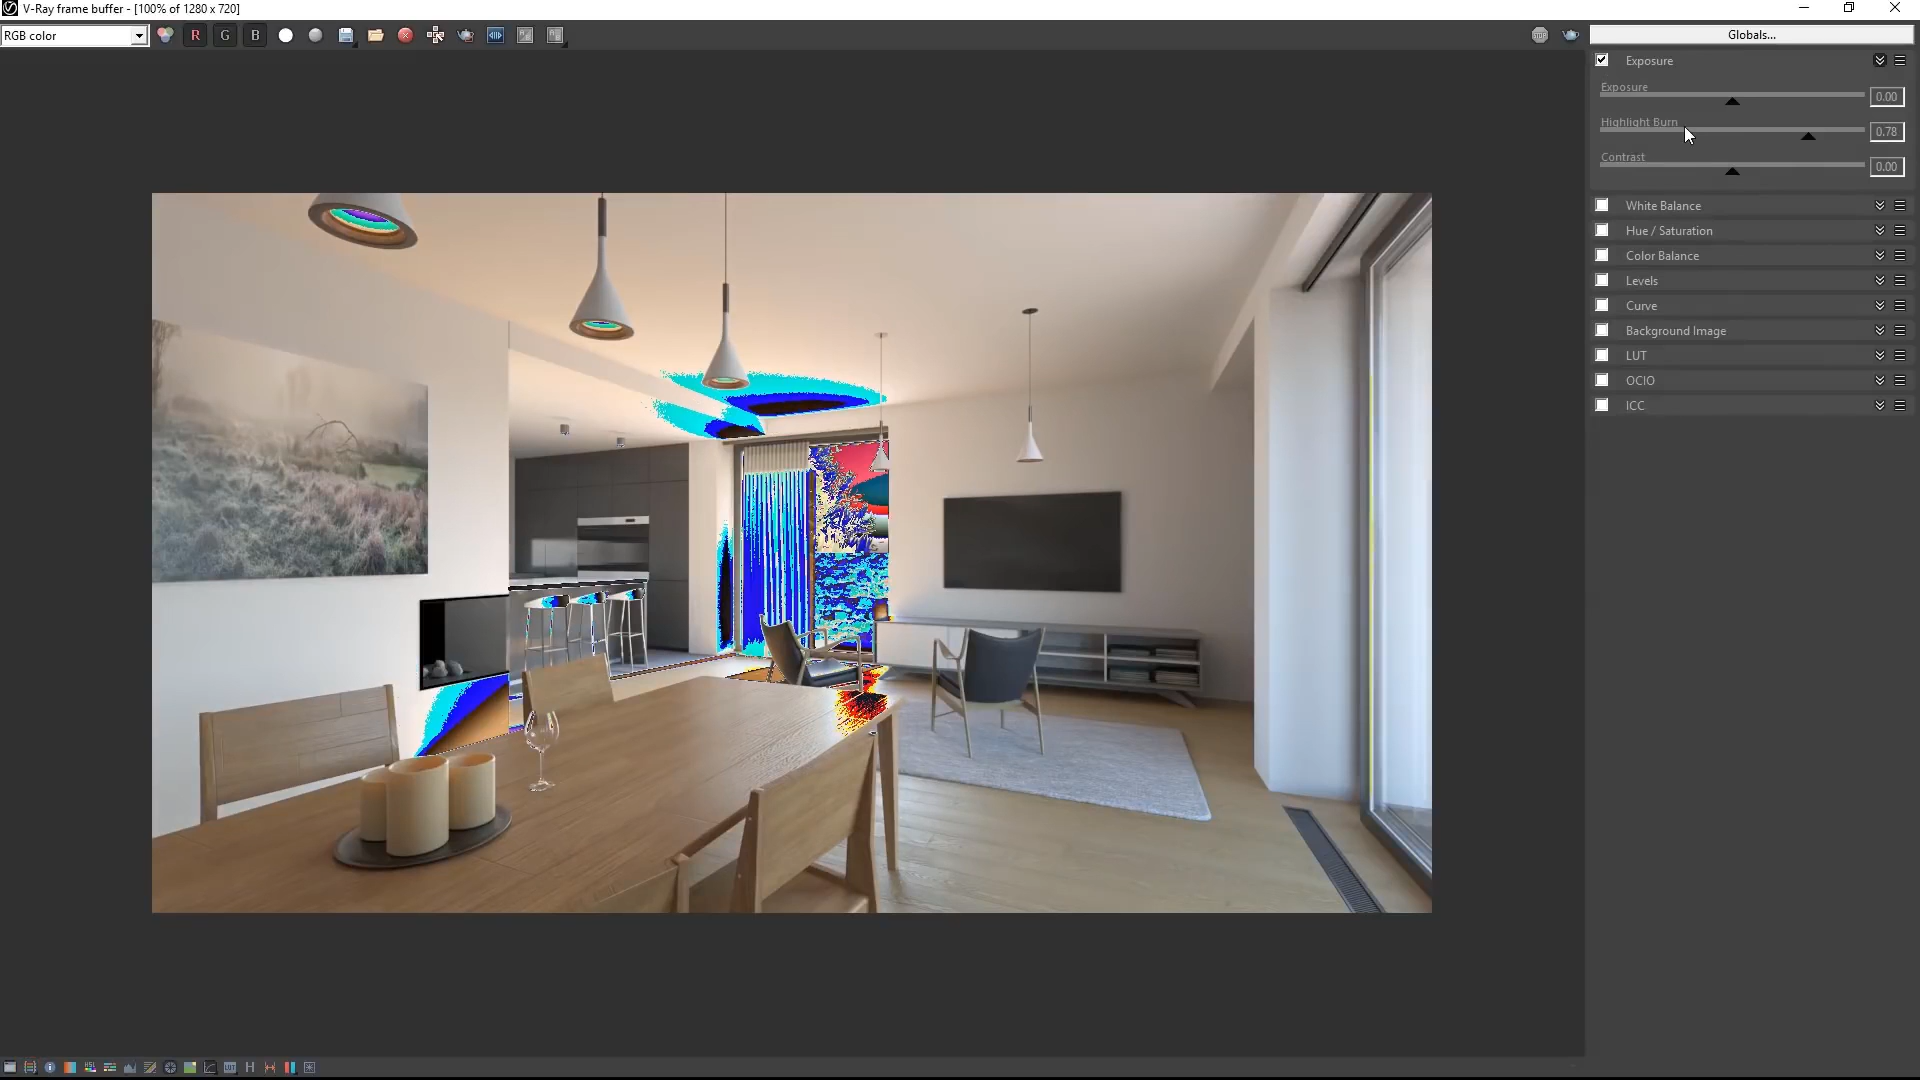 V-Ray frame buffer - [100% of 1280 x 720]
RGB color
R
G
B
Globals...
Exposure
Exposure
0.00
Highlight Burn
0.78
Contrast
0.00
White Balance
Hue / Saturation
Color Balance
Levels
Curve
Background Image
LUT
OCIO
ICC
H